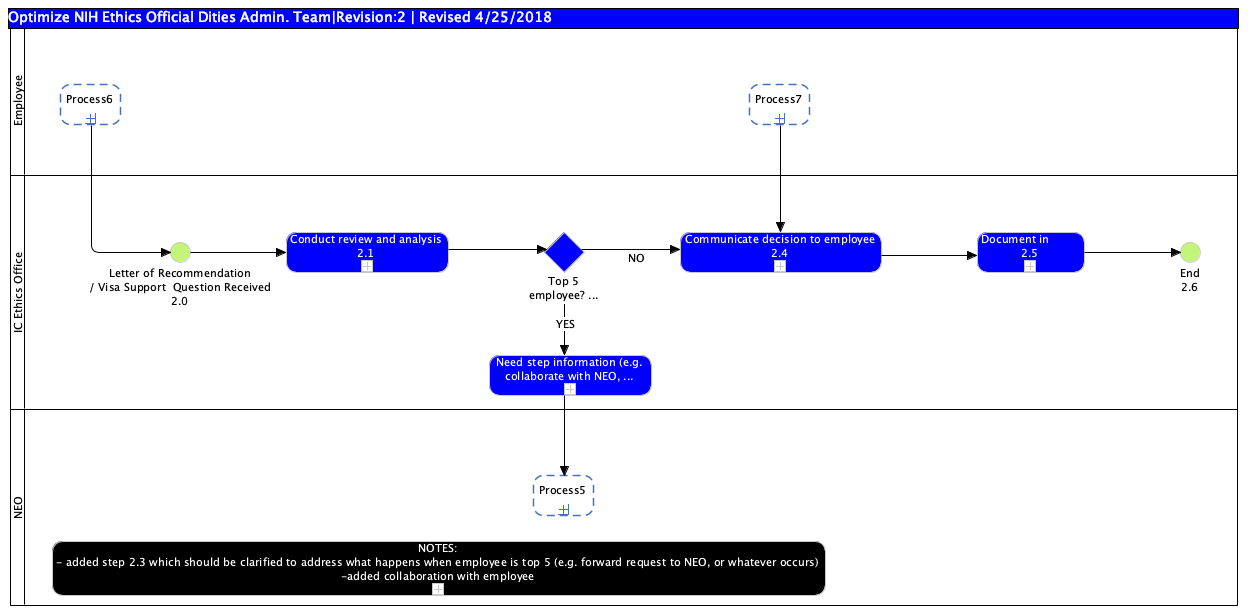 Optimize NIH Ethics Official Dities Admin. Team|Revision:2 | Revised 4/25/2018
Employee
Process6
Process7
IC Ethics Office
Letter of Recommendation
/ Visa Support Question Received
2.0
Conduct review and analysis
2.1
Top 5
employee? ...
NO
YES
Communicate decision to employee
2.4
Document in
2.5
End
2.6
Need step information (e.g.
collaborate with NEO, ...
NEO
Process5
NOTES:
- added step 2.3 which should be clarified to address what happens when employee is top 5 (e.g. forward request to NEO, or whatever occurs)
-added collaboration with employee